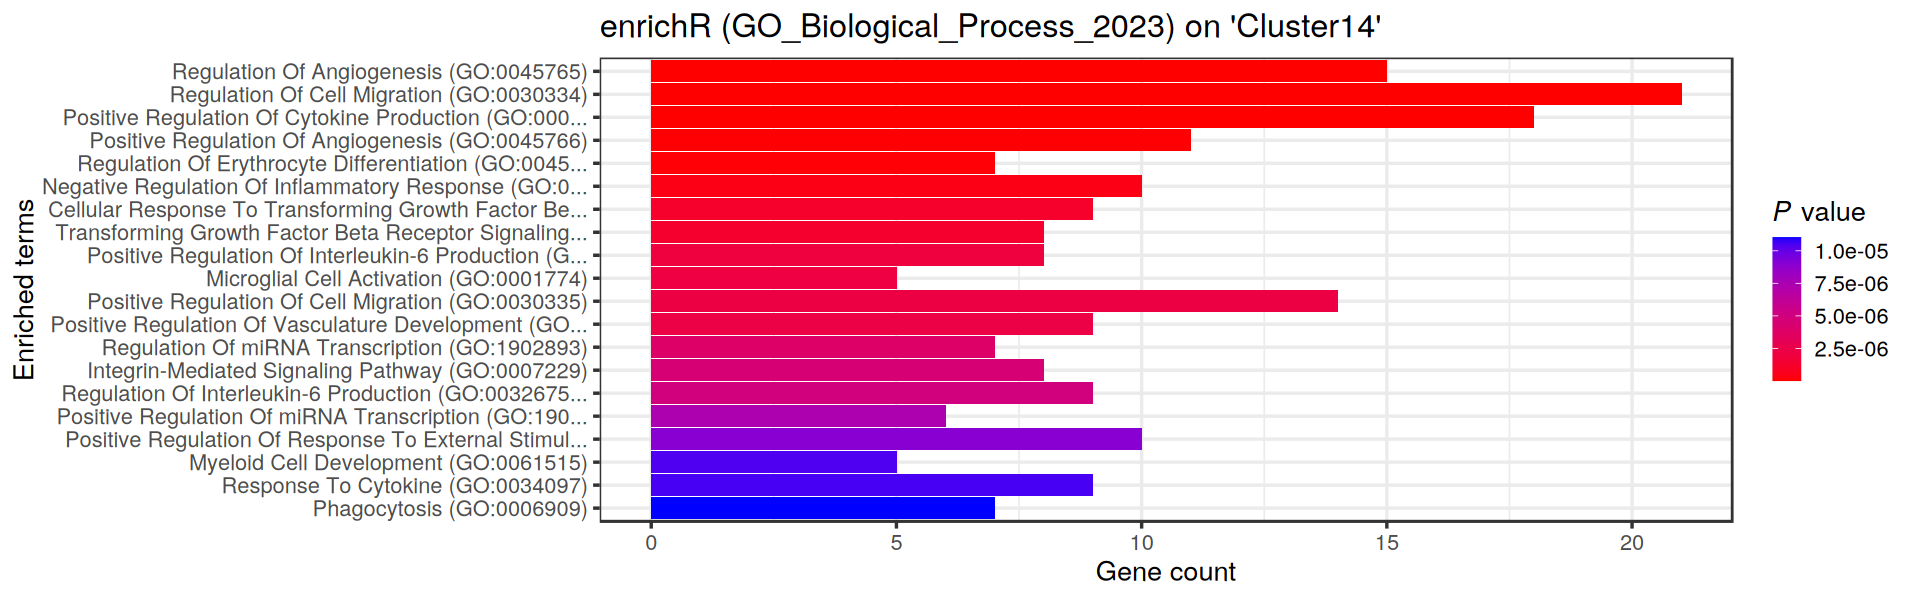 enrichR (GO_Biological_Process_2023) on 'Cluster14'
Regulation Of Angiogenesis (GO:0045765)
Regulation Of Cell Migration (GO:0030334)
Positive Regulation Of Cytokine Production (GO:000...
Positive Regulation Of Angiogenesis (GO:0045766)
Regulation Of Erythrocyte Differentiation (GO:0045...
Negative Regulation Of Inflammatory Response (GO:0...
Cellular Response To Transforming Growth Factor Be...
Transforming Growth Factor Beta Receptor Signaling...
Positive Regulation Of Interleukin-6 Production (G...
Microglial Cell Activation (GO:0001774)
Positive Regulation Of Cell Migration (GO:0030335)
Positive Regulation Of Vasculature Development (GO...
Regulation Of miRNA Transcription (GO:1902893)
Integrin-Mediated Signaling Pathway (GO:0007229)
Regulation Of Interleukin-6 Production (GO:0032675...
Positive Regulation Of miRNA Transcription (GO:190...
Positive Regulation Of Response To External Stimul...
Myeloid Cell Development (GO:0061515)
Response To Cytokine (GO:0034097)
Phagocytosis (GO:0006909)
Enriched terms
0 5 10 15 20
Gene count
P value
1.0e-05
7.5e-06
5.0e-06
2.5e-06